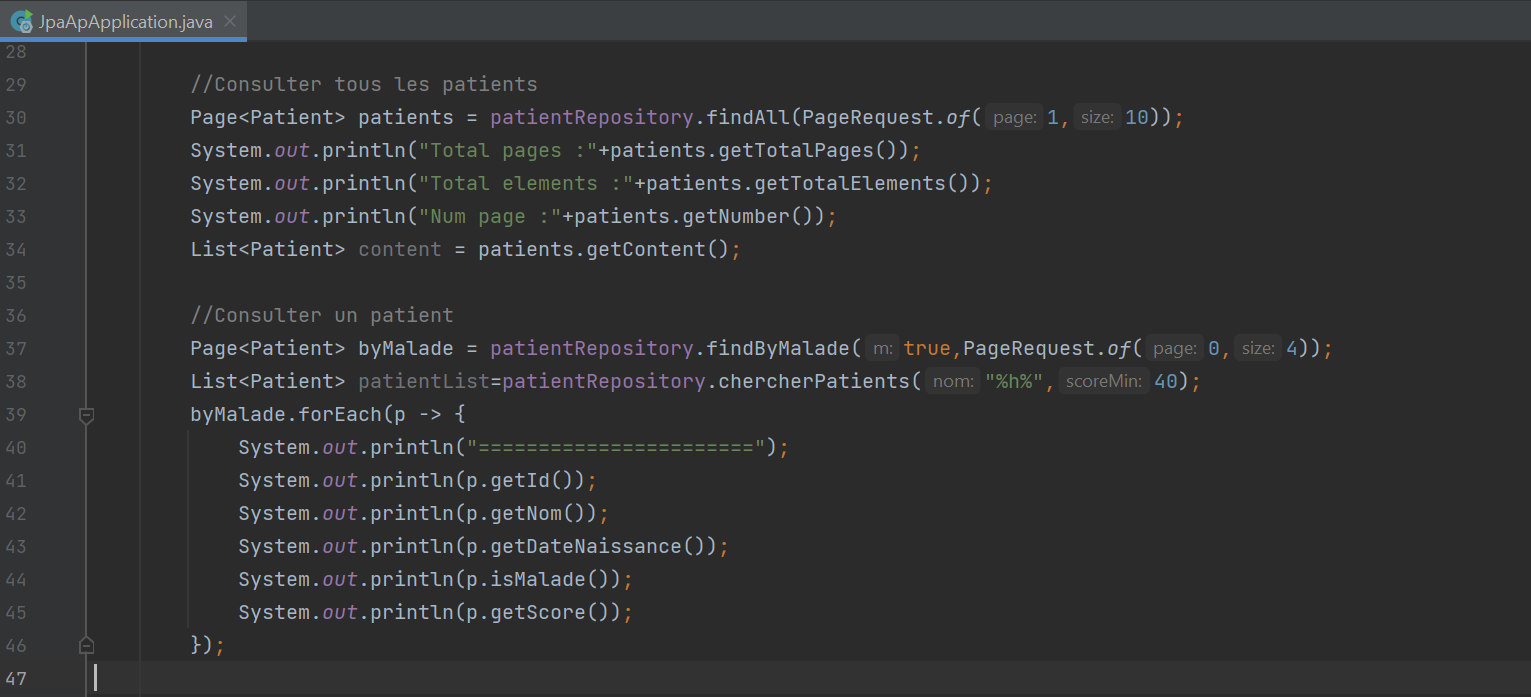 JpaApApplication.java
28
29 //Consulter tous les patients
30 Page<Patient> patients = patientRepository.findAll(PageRequest.of( page: 1, size: 10));
31 System.out.println("Total pages :"+patients.getTotalPages());
32 System.out.println("Total elements :"+patients.getTotalElements());
33 System.out.println("Num page :"+patients.getNumber());
34 List<Patient> content = patients.getContent();
35
36 //Consulter un patient
37 Page<Patient> byMalade = patientRepository.findByMalade( m: true,PageRequest.of( page: 0, size: 4));
38 List<Patient> patientList=patientRepository.chercherPatients( nom: "%h%", scoreMin: 40);
39 byMalade.forEach(p -> {
40 System.out.println("=======================");
41 System.out.println(p.getId());
42 System.out.println(p.getNom());
43 System.out.println(p.getDateNaissance());
44 System.out.println(p.isMalade());
45 System.out.println(p.getScore());
46 });
47